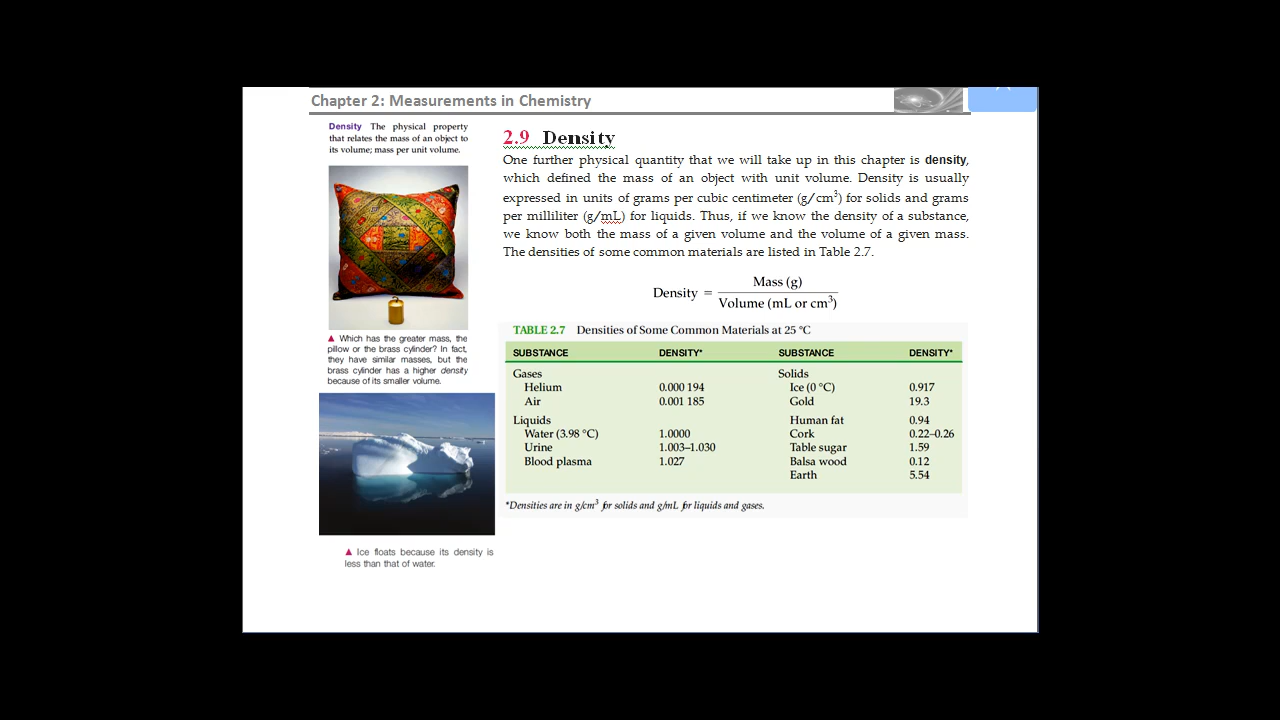 Chapter 2: Measurements in Chemistry
Density The physical property
that relates the mass of an object to
its volume; mass per unit volume.
▲ Which has the greater mass, the
pillow or the brass cylinder? In fact,
they have similar masses, but the
brass cylinder has a higher density
because of its smaller volume.
▲ Ice floats because its density is
less than that of water.
2.9 Density
One further physical quantity that we will take up in this chapter is density,
which defined the mass of an object with unit volume. Density is usually
expressed in units of grams per cubic centimeter (g/cm³) for solids and grams
per milliliter (g/mL) for liquids. Thus, if we know the density of a substance,
we know both the mass of a given volume and the volume of a given mass.
The densities of some common materials are listed in Table 2.7.
Mass (g)
Density =
Volume (mL or cm³)
TABLE 2.7 Densities of Some Common Materials at 25 °C
SUBSTANCE DENSITY* SUBSTANCE DENSITY*
Gases Solids
Helium 0.000 194 Ice (0 °C) 0.917
Air 0.001 185 Gold 19.3
Liquids Human fat 0.94
Water (3.98 °C) 1.0000 Cork 0.22–0.26
Urine 1.003–1.030 Table sugar 1.59
Blood plasma 1.027 Balsa wood 0.12
Earth 5.54
*Densities are in g/cm³ for solids and g/mL for liquids and gases.